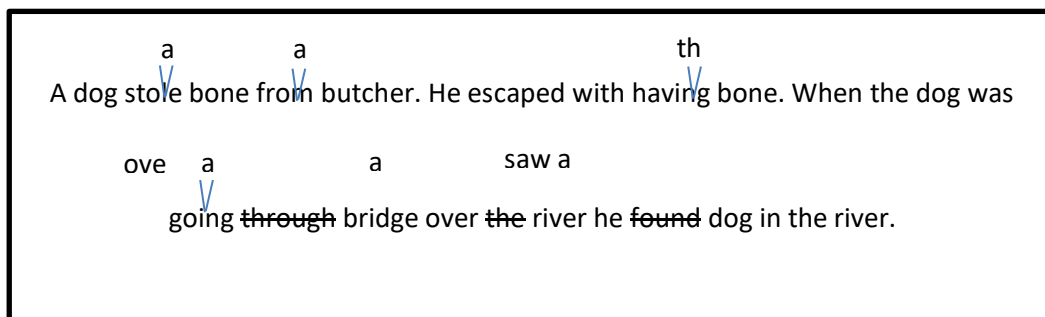 a a th
A dog stole bone from butcher. He escaped with having bone. When the dog was
ove a a saw a
going through bridge over the river he found dog in the river.